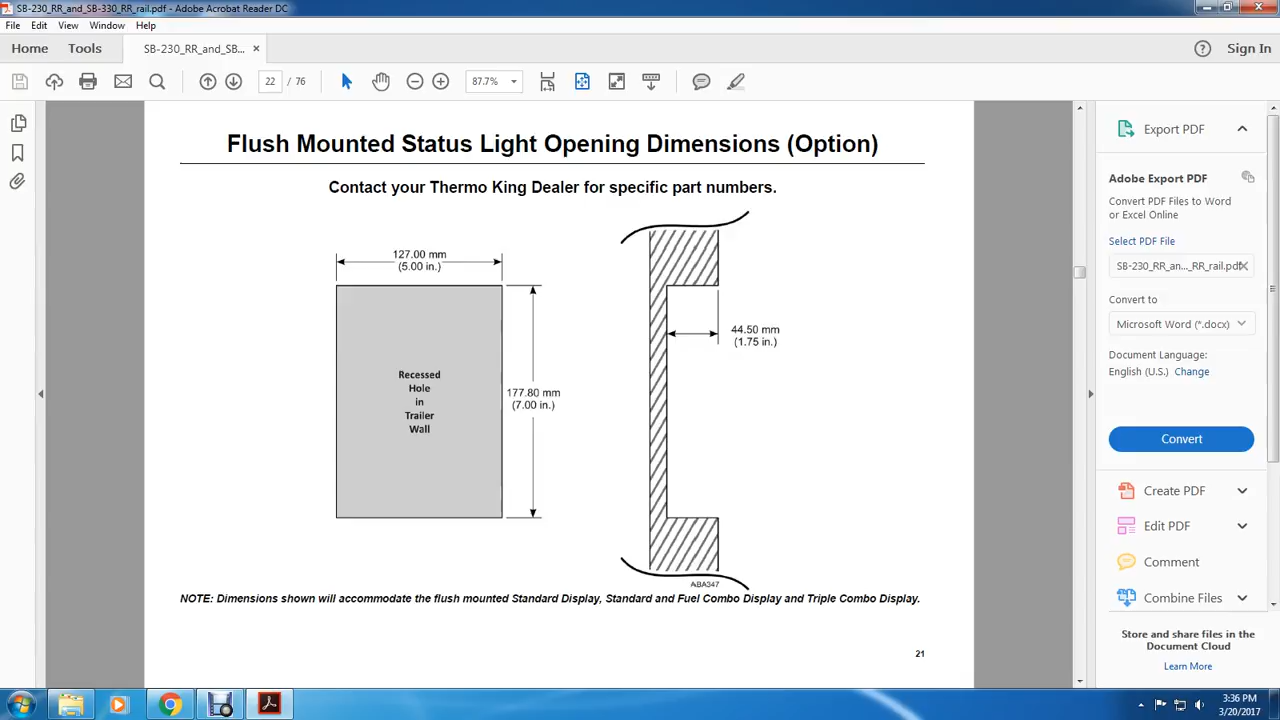 SB-230_RR_and_SB-330_RR_rail.pdf - Adobe Acrobat Reader DC
File Edit View Window Help
Home Tools SB-230_RR_and_SB... × Sign In
22 / 76 87.7%
Flush Mounted Status Light Opening Dimensions (Option)
Contact your Thermo King Dealer for specific part numbers.
127.00 mm
(5.00 in.)
44.50 mm
(1.75 in.)
Recessed
Hole
in
Trailer
Wall
177.80 mm
(7.00 in.)
ABA347
NOTE: Dimensions shown will accommodate the flush mounted Standard Display, Standard and Fuel Combo Display and Triple Combo Display.
21
Export PDF
Adobe Export PDF
Convert PDF Files to Word
or Excel Online
Select PDF File
SB-230_RR_an..._RR_rail.pdf
Convert to
Microsoft Word (*.docx)
Document Language:
English (U.S.) Change
Convert
Create PDF
Edit PDF
Comment
Combine Files
Store and share files in the
Document Cloud
Learn More
3:36 PM
3/20/2017